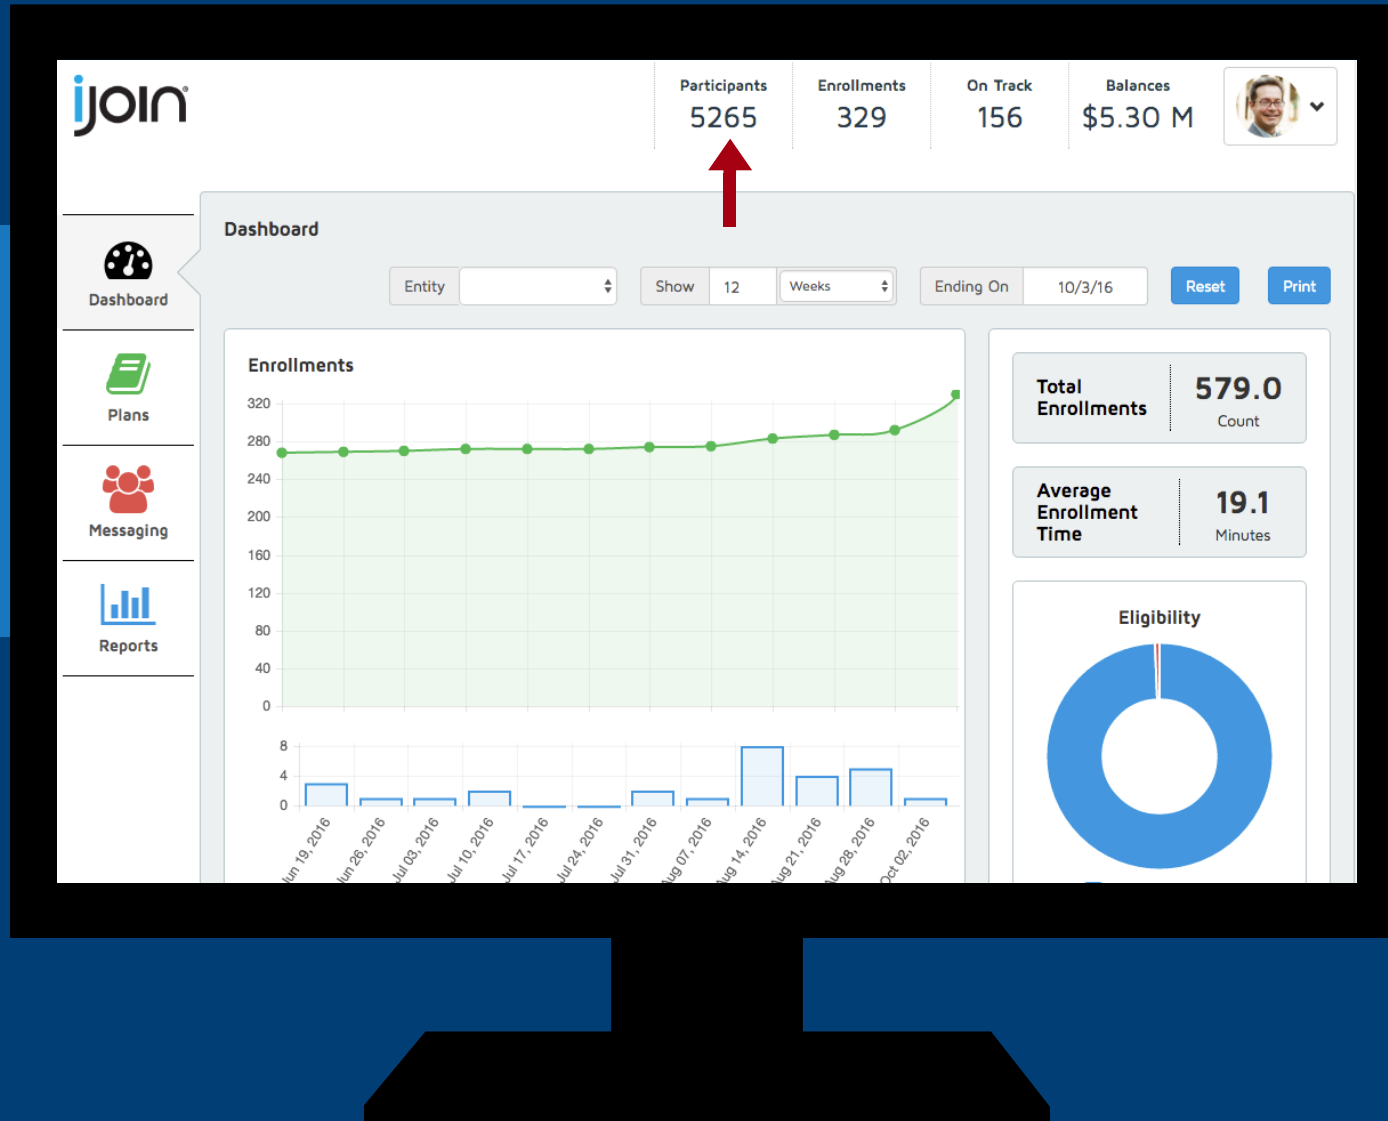 ijoin®
Participants
5265
Enrollments
329
On Track
156
Balances
$5.30 M
Dashboard
Plans
Messaging
Reports
Dashboard
Entity
Show 12 Weeks
Ending On 10/3/16
Reset
Print
Enrollments
320
280
240
200
160
120
80
40
0
8
4
0
Jun 19, 2016
Jun 26, 2016
Jul 03, 2016
Jul 10, 2016
Jul 17, 2016
Jul 24, 2016
Jul 31, 2016
Aug 07, 2016
Aug 14, 2016
Aug 21, 2016
Aug 28, 2016
Oct 02, 2016
Total
Enrollments
579.0
Count
Average
Enrollment
Time
19.1
Minutes
Eligibility